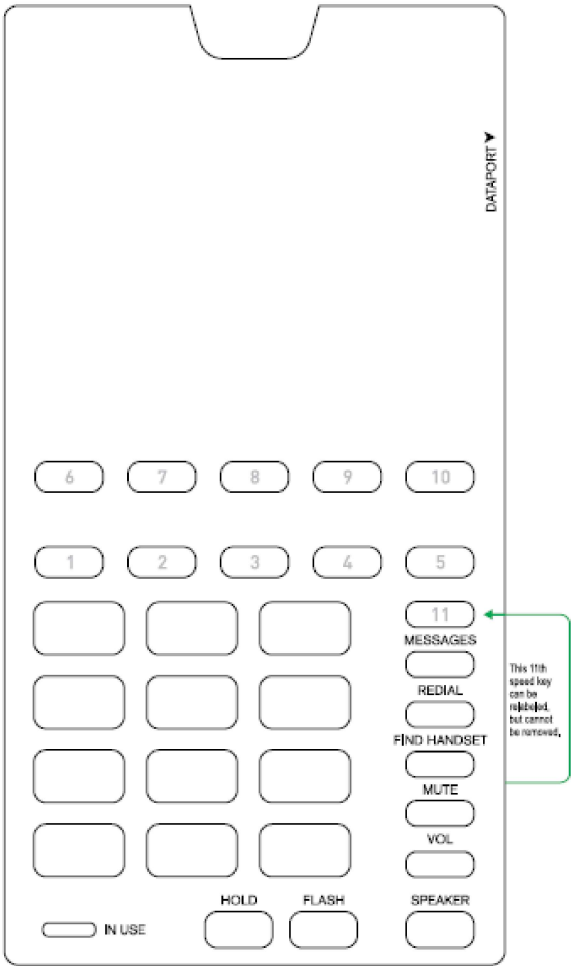 DATAPORT
6 7 8 9 10
1 2 3 4 5
11
MESSAGES
REDIAL
FIND HANDSET
MUTE
VOL
HOLD FLASH SPEAKER
IN USE
This 11th
speed key
can be
relabeled,
but cannot
be removed.